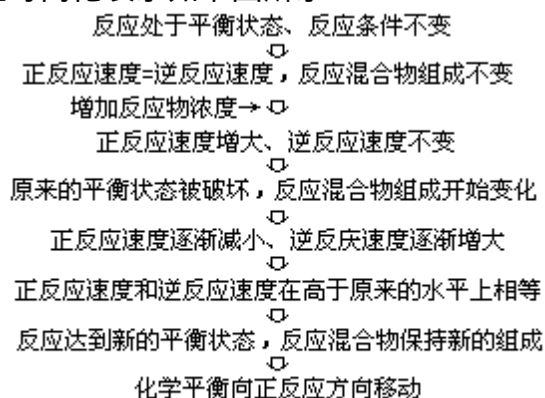 反应处于平衡状态、反应条件不变
正反应速度=逆反应速度，反应混合物组成不变
增加反应物浓度→
正反应速度增大、逆反应速度不变
原来的平衡状态被破坏，反应混合物组成开始变化
正反应速度逐渐减小、逆反庆速度逐渐增大
正反应速度和逆反应速度在高于原来的水平上相等
反应达到新的平衡状态，反应混合物保持新的组成
化学平衡向正反应方向移动